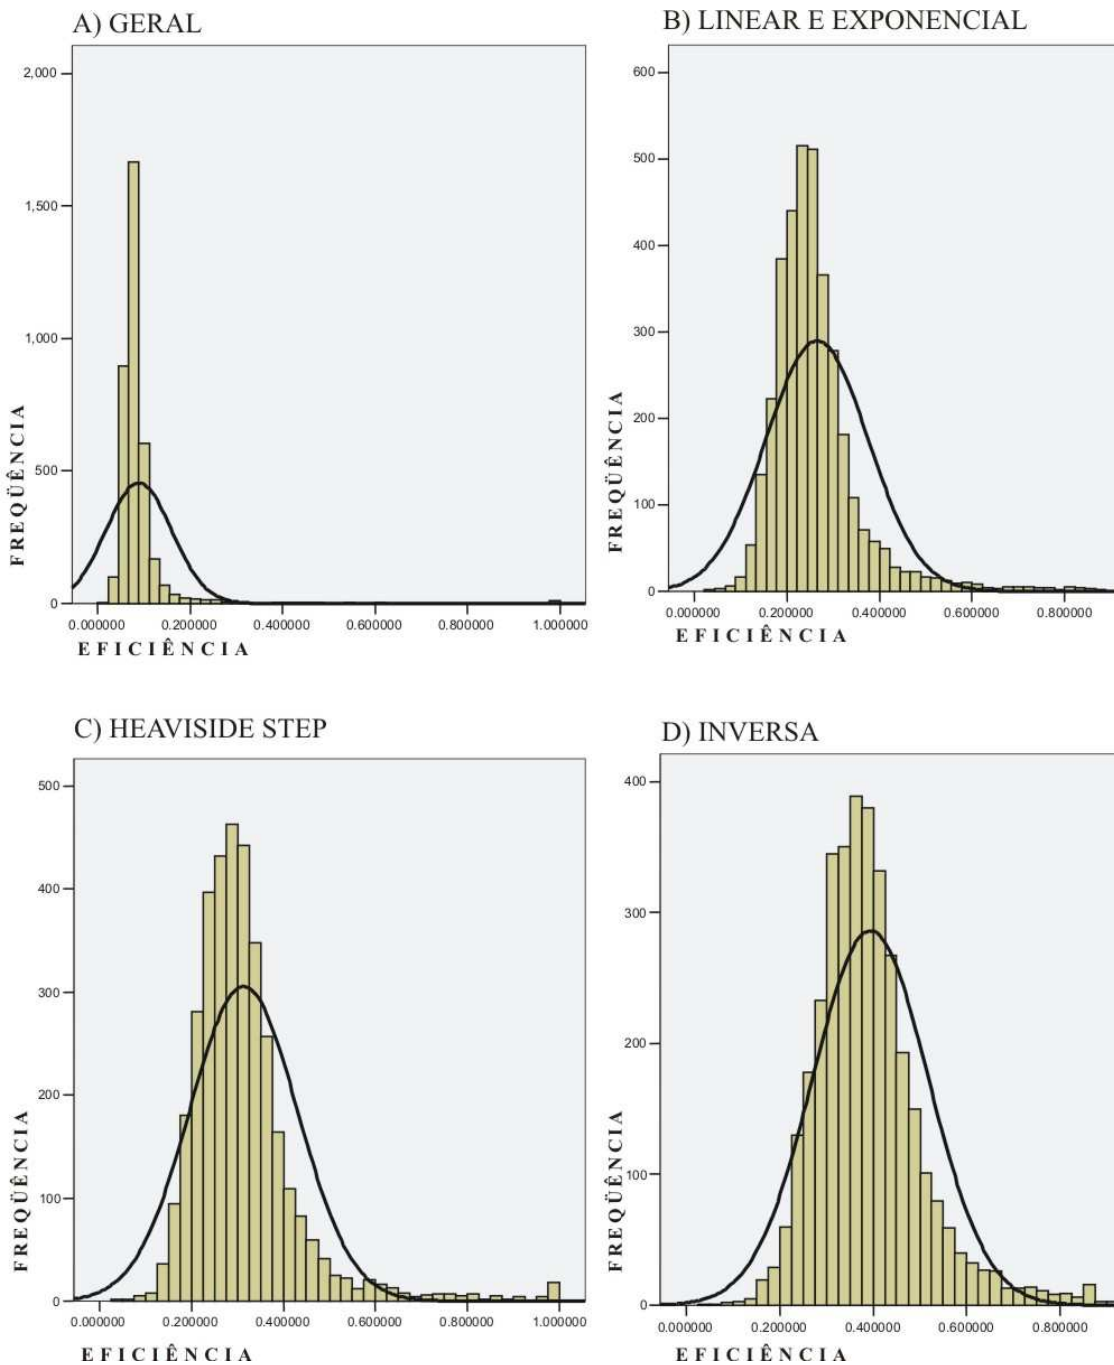 A) GERAL
2,000
1,500
1,000
500
0
FREQÜÊNCIA
0.000000 0.200000 0.400000 0.600000 0.800000 1.000000
EFICIÊNCIA
B) LINEAR E EXPONENCIAL
600
500
400
300
200
100
0
FREQÜÊNCIA
0.000000 0.200000 0.400000 0.600000 0.800000
EFICIÊNCIA
C) HEAVISIDE STEP
500
400
300
200
100
0
FREQÜÊNCIA
0.000000 0.200000 0.400000 0.600000 0.800000 1.000000
EFICIÊNCIA
D) INVERSA
400
300
200
100
0
FREQÜÊNCIA
0.000000 0.200000 0.400000 0.600000 0.800000
EFICIÊNCIA